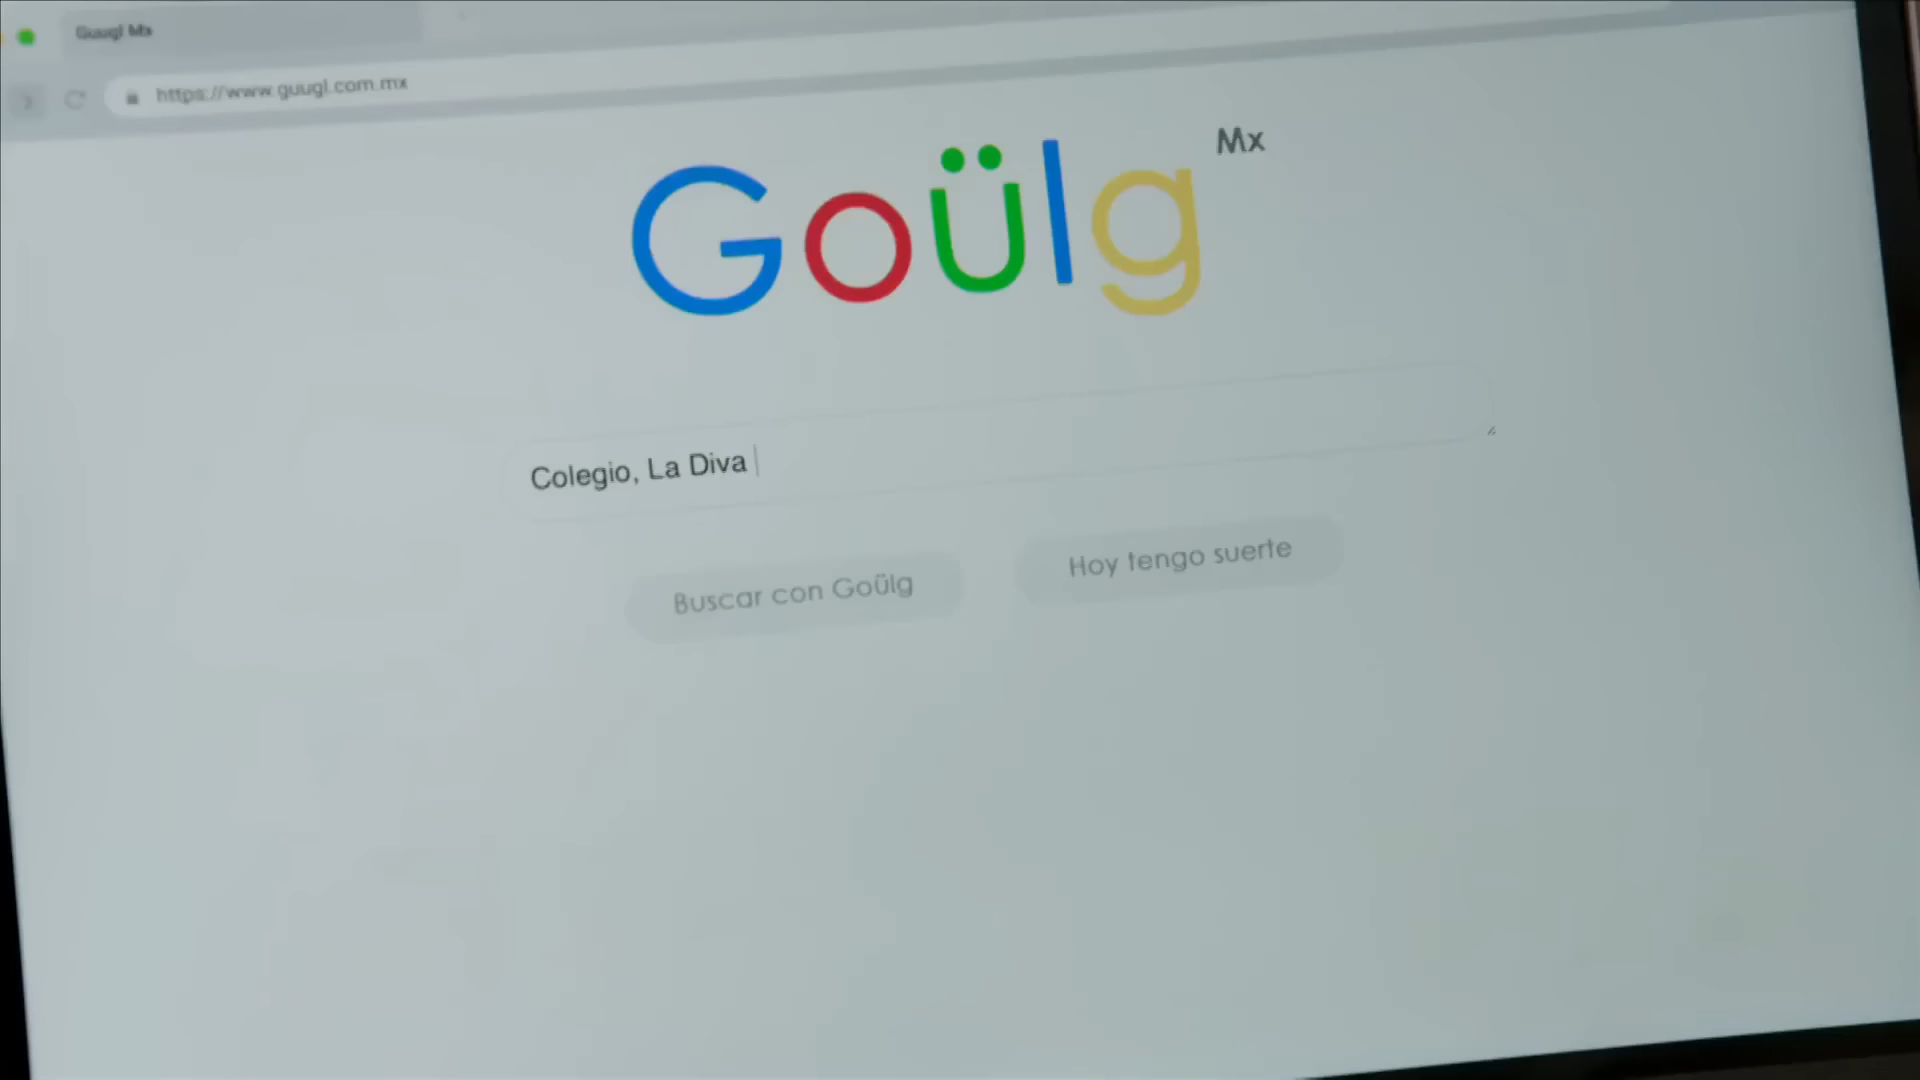 Guugl Mx
https://www.guugl.com.mx
Goülg Mx
Colegio, La Diva
Buscar con Goülg
Hoy tengo suerte